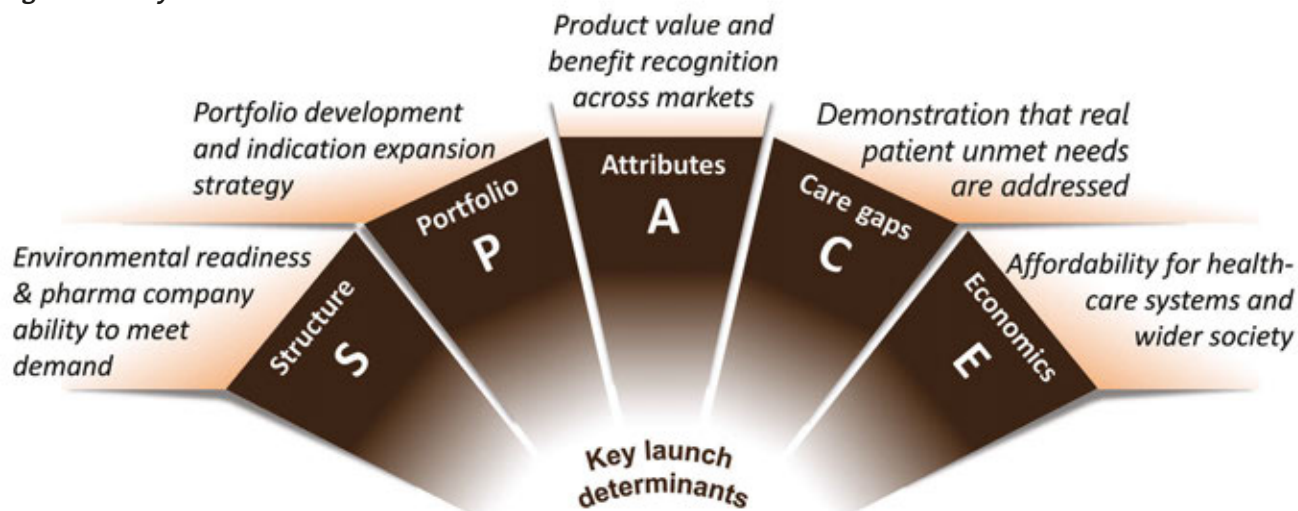 Environmental readiness
& pharma company
ability to meet
demand
Structure
S
Portfolio development
and indication expansion
strategy
Portfolio
P
Product value and
benefit recognition
across markets
Attributes
A
Demonstration that real
patient unmet needs
are addressed
Care gaps
C
Affordability for health-
care systems and
wider society
Economics
E
Key launch
determinants